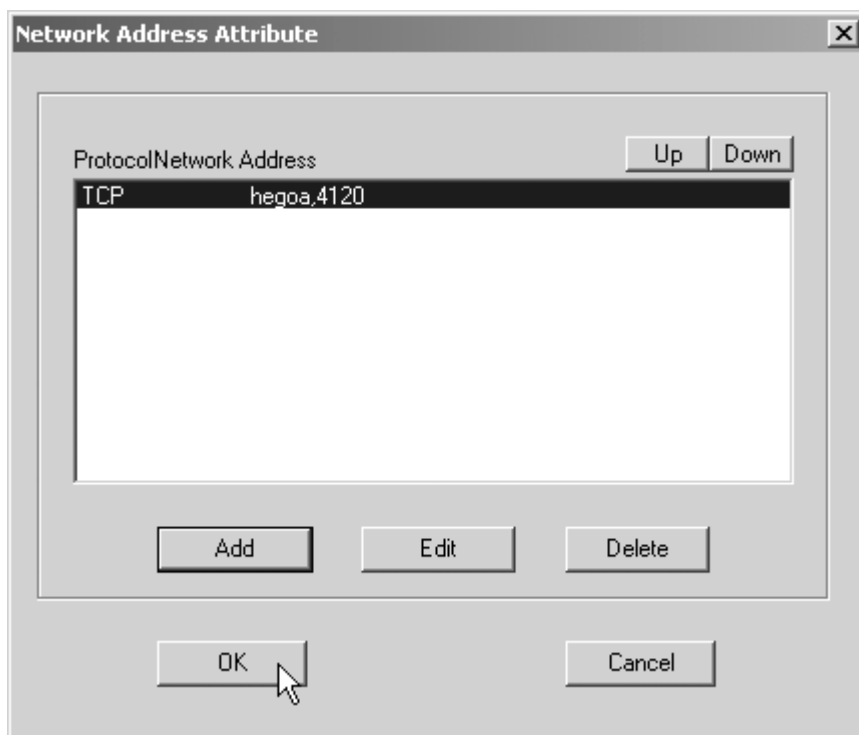 Network Address Attribute
ProtocolNetwork Address
Up Down
TCP hegoa,4120
Add Edit Delete
OK Cancel